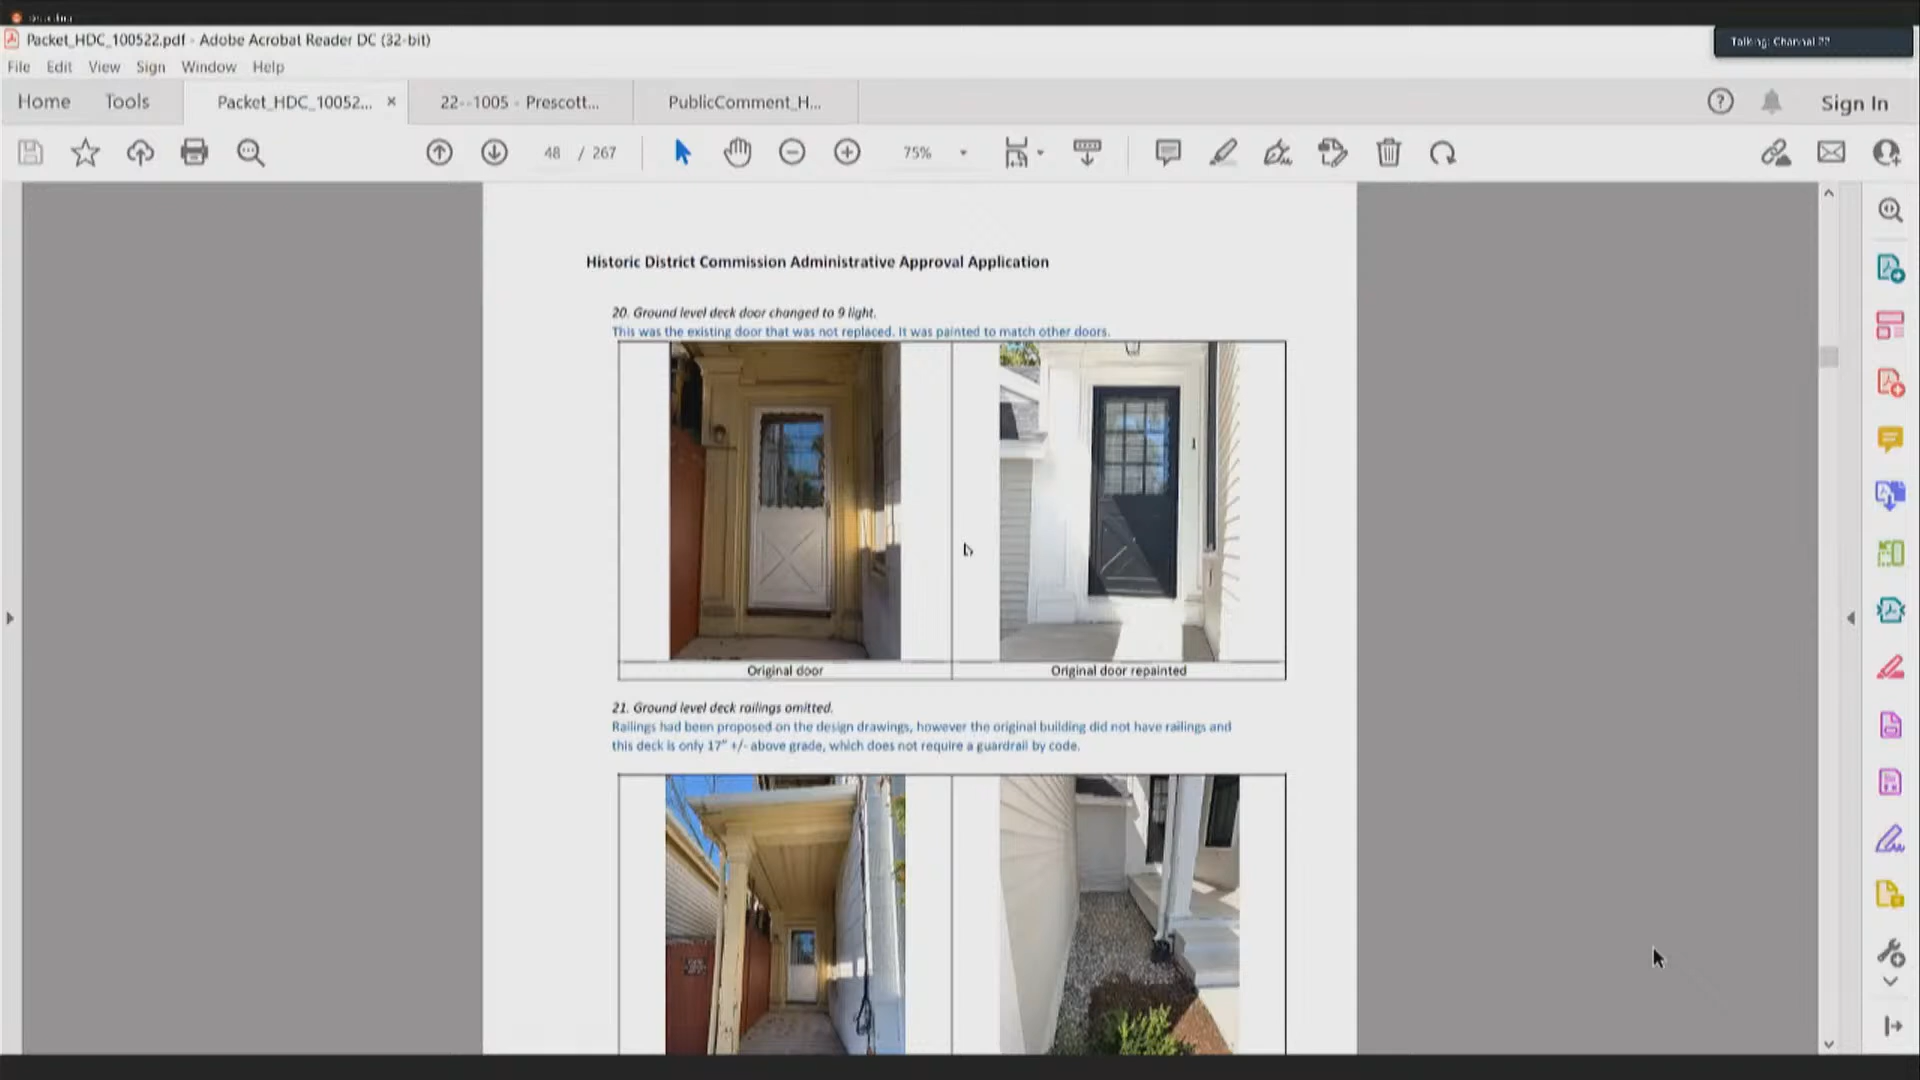 Packet_HDC_100522.pdf - Adobe Acrobat Reader DC (32-bit)
Talking: Channel 22
File Edit View Sign Window Help
Home Tools Packet_HDC_10052... × 22--1005 - Prescott... PublicComment_H... Sign In
48 / 267 75%
Historic District Commission Administrative Approval Application
20. Ground level deck door changed to 9 light.
This was the existing door that was not replaced. It was painted to match other doors.
Original door Original door repainted
21. Ground level deck railings omitted.
Railings had been proposed on the design drawings, however the original building did not have railings and
this deck is only 17" +/- above grade, which does not require a guardrail by code.